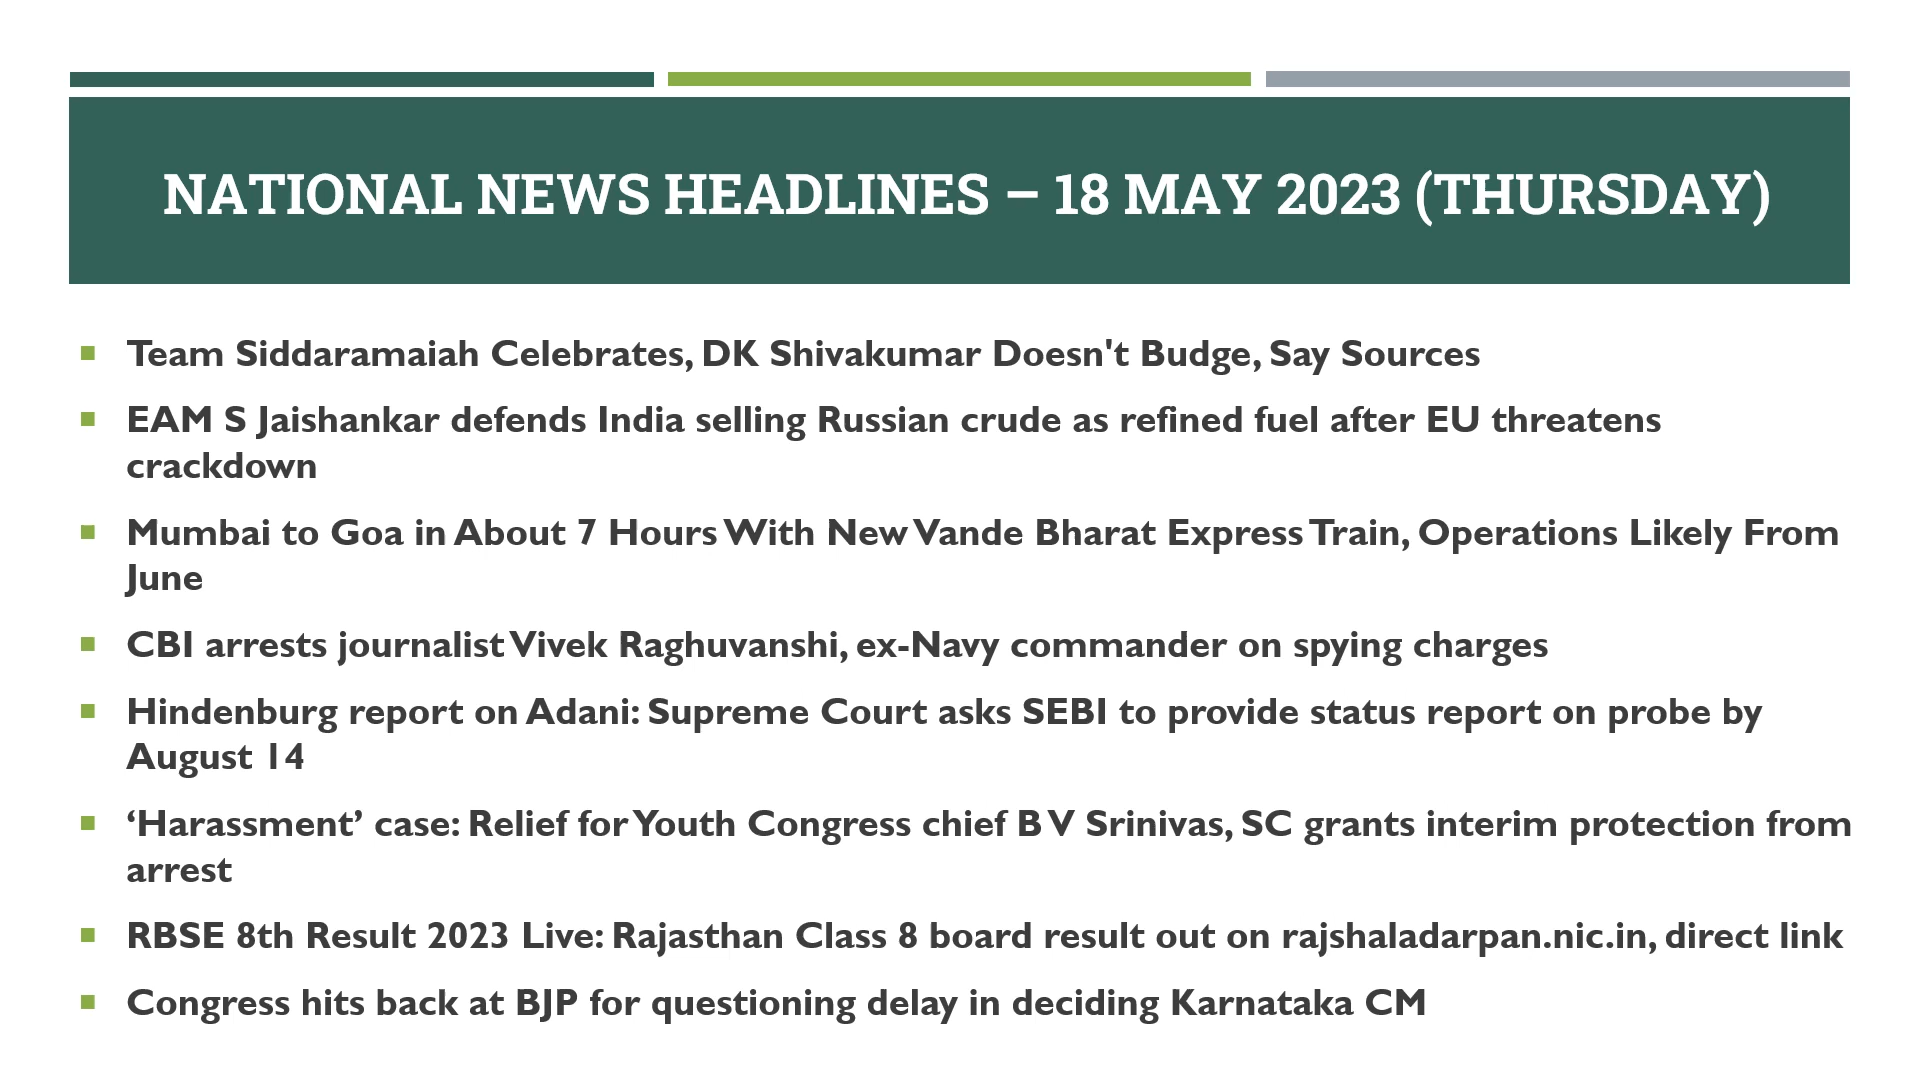 NATIONAL NEWS HEADLINES – 18 MAY 2023 (THURSDAY)
Team Siddaramaiah Celebrates, DK Shivakumar Doesn't Budge, Say Sources
EAM S Jaishankar defends India selling Russian crude as refined fuel after EU threatens
crackdown
Mumbai to Goa in About 7 Hours With New Vande Bharat Express Train, Operations Likely From
June
CBI arrests journalist Vivek Raghuvanshi, ex-Navy commander on spying charges
Hindenburg report on Adani: Supreme Court asks SEBI to provide status report on probe by
August 14
‘Harassment’ case: Relief for Youth Congress chief B V Srinivas, SC grants interim protection from
arrest
RBSE 8th Result 2023 Live: Rajasthan Class 8 board result out on rajshaladarpan.nic.in, direct link
Congress hits back at BJP for questioning delay in deciding Karnataka CM